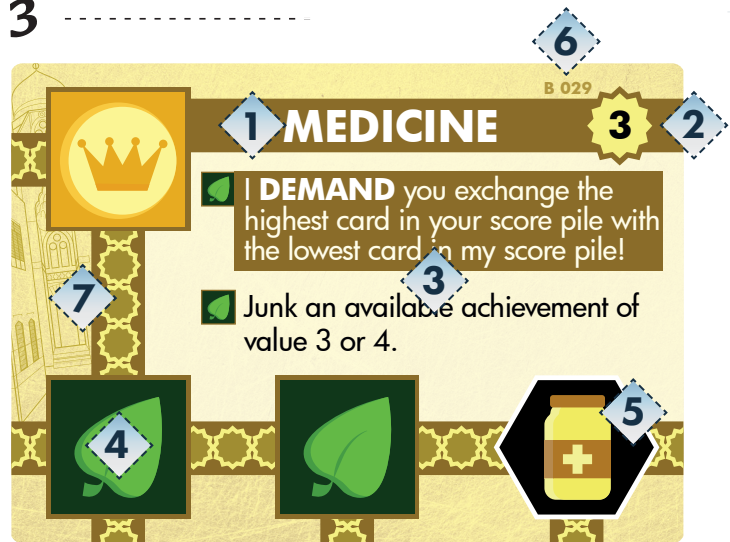 3
6
B 029
1 MEDICINE 3 2
I DEMAND you exchange the
highest card in your score pile with
the lowest card in my score pile!
3
7
Junk an available achievement of
value 3 or 4.
5
4